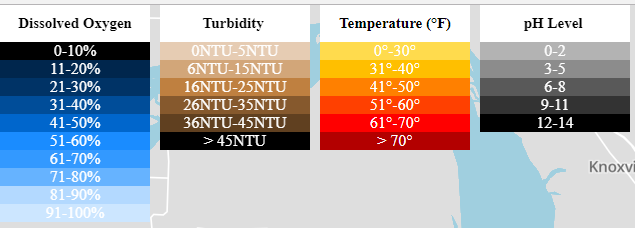 Dissolved Oxygen
0-10%
11-20%
21-30%
31-40%
41-50%
51-60%
61-70%
71-80%
81-90%
91-100%
Turbidity
0NTU-5NTU
6NTU-15NTU
16NTU-25NTU
26NTU-35NTU
36NTU-45NTU
> 45NTU
Temperature (°F)
0°-30°
31°-40°
41°-50°
51°-60°
61°-70°
> 70°
pH Level
0-2
3-5
6-8
9-11
12-14
Knoxvi